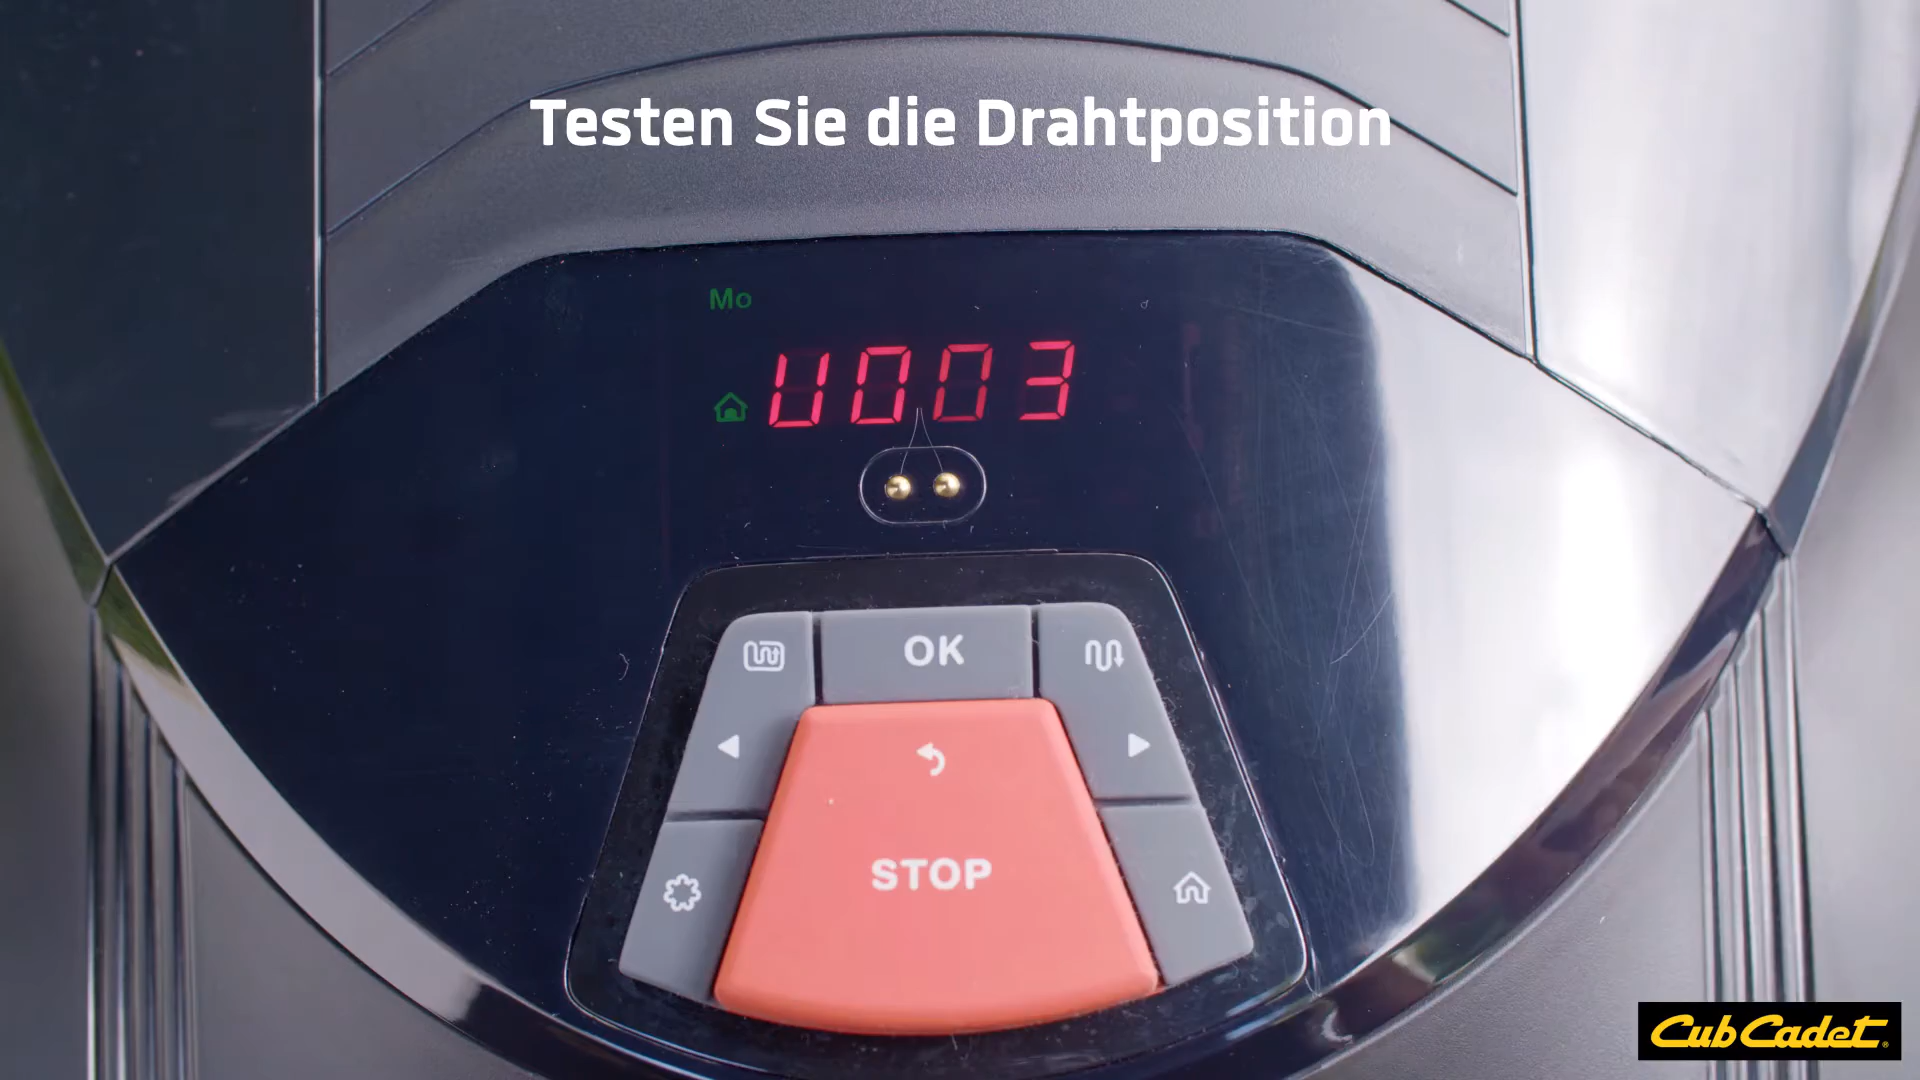 Testen Sie die Drahtposition
Mo
U003
OK
STOP
Cub Cadet